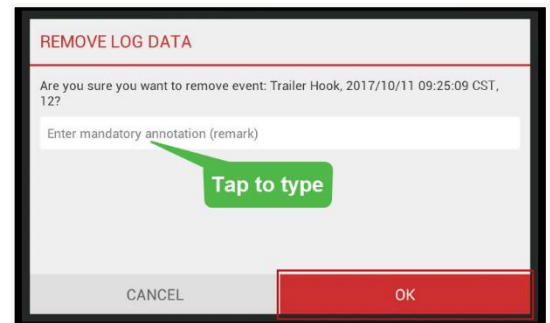 REMOVE LOG DATA
Are you sure you want to remove event: Trailer Hook, 2017/10/11 09:25:09 CST,
12?
Enter mandatory annotation (remark)
Tap to type
CANCEL
OK